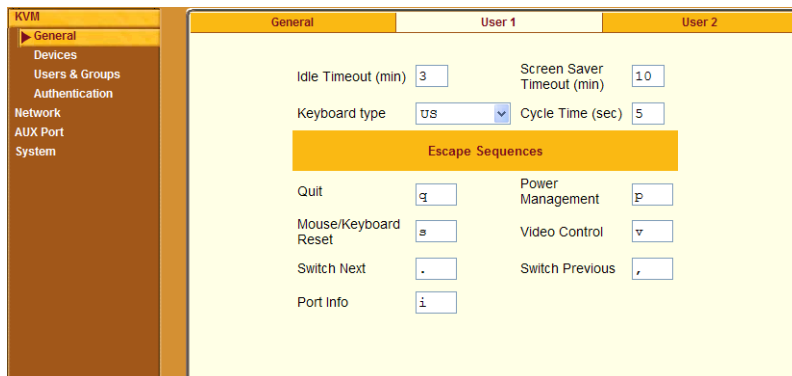 KVM
General
Devices
Users & Groups
Authentication
Network
AUX Port
System
General
User 1
User 2
Idle Timeout (min) 3
Screen Saver
Timeout (min) 10
Keyboard type US
Cycle Time (sec) 5
Escape Sequences
Quit q
Power
Management p
Mouse/Keyboard
Reset s
Video Control v
Switch Next .
Switch Previous ,
Port Info i